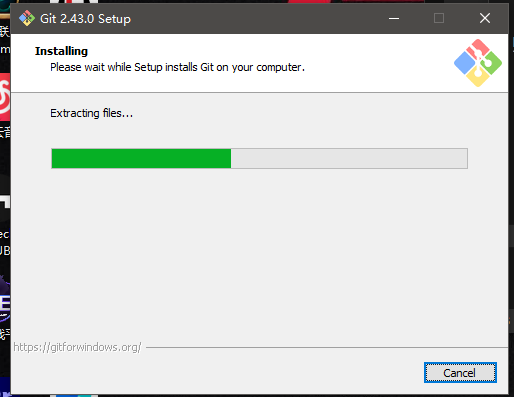 Git 2.43.0 Setup
Installing
Please wait while Setup installs Git on your computer.
Extracting files...
https://gitforwindows.org/
Cancel